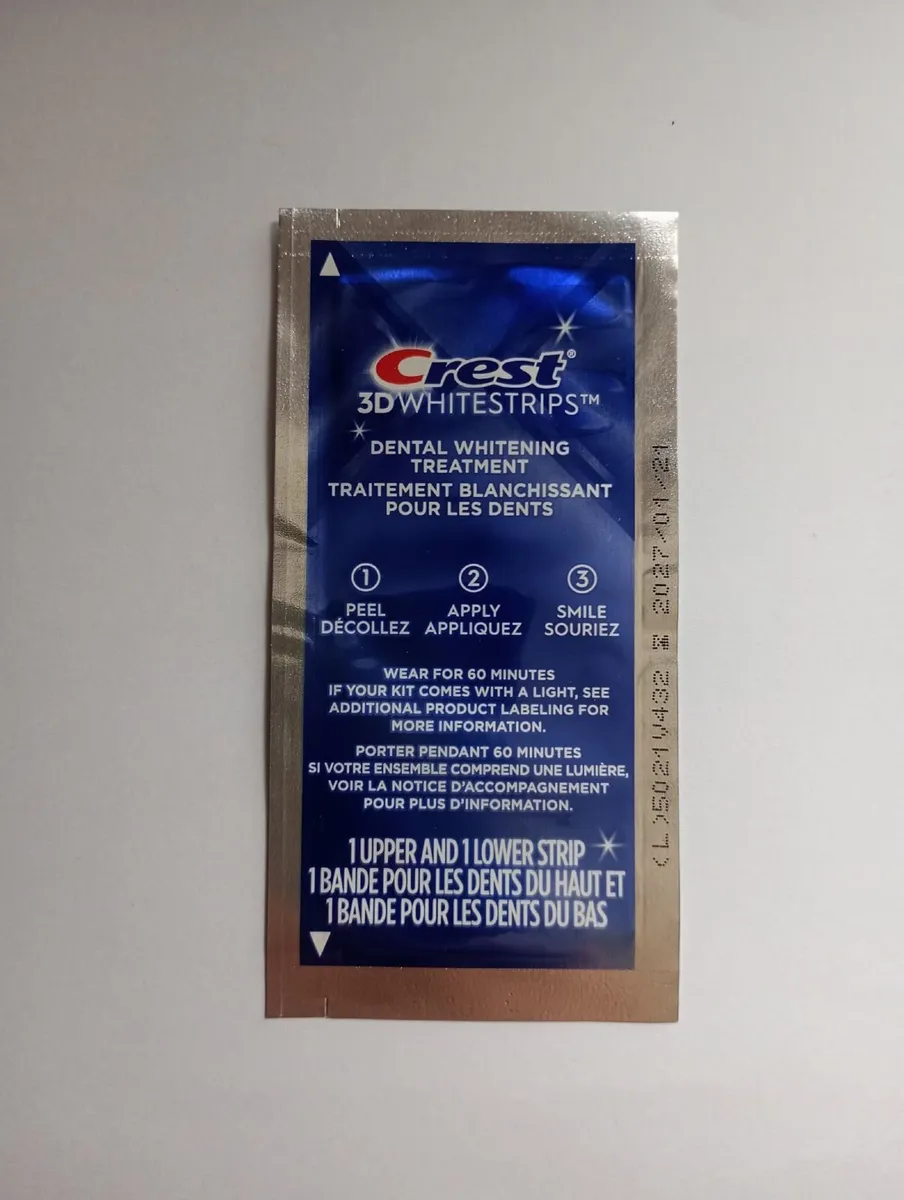 Crest®
3DWHITESTRIPS™
DENTAL WHITENING
TREATMENT
TRAITEMENT BLANCHISSANT
POUR LES DENTS
1 2 3
PEEL APPLY SMILE
DÉCOLLEZ APPLIQUEZ SOURIEZ
WEAR FOR 60 MINUTES
IF YOUR KIT COMES WITH A LIGHT, SEE
ADDITIONAL PRODUCT LABELING FOR
MORE INFORMATION.
PORTER PENDANT 60 MINUTES
SI VOTRE ENSEMBLE COMPREND UNE LUMIÈRE,
VOIR LA NOTICE D'ACCOMPAGNEMENT
POUR PLUS D'INFORMATION.
1 UPPER AND 1 LOWER STRIP
1 BANDE POUR LES DENTS DU HAUT ET
1 BANDE POUR LES DENTS DU BAS
2027/01/21